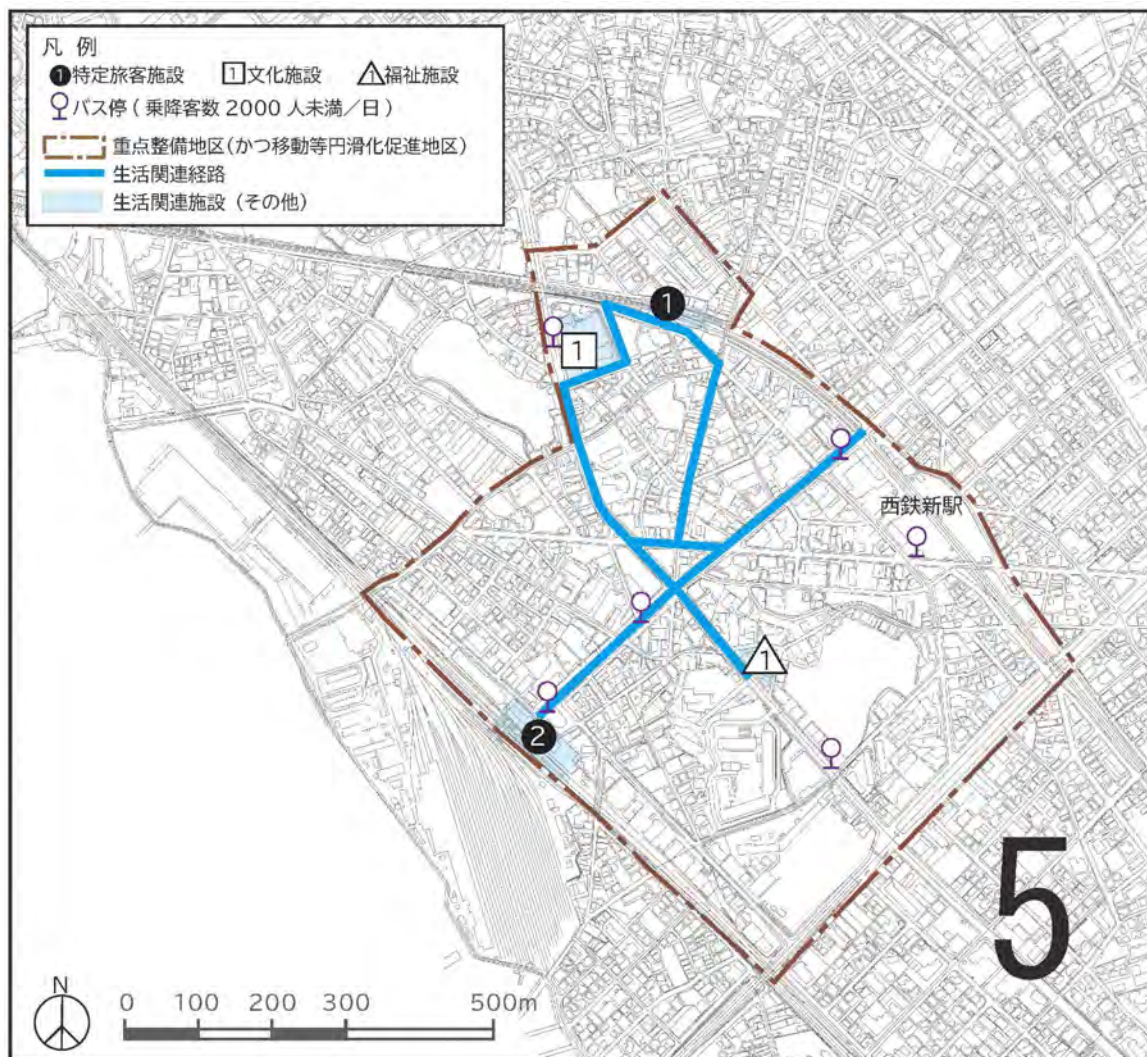 凡 例
❶特定旅客施設 1文化施設 1福祉施設
バス停 ( 乗降客数 2000 人未満／日 )
重点整備地区(かつ移動等円滑化促進地区)
生活関連経路
生活関連施設 (その他)
1
1
西鉄新駅
1
2
5
N
0 100 200 300 500m